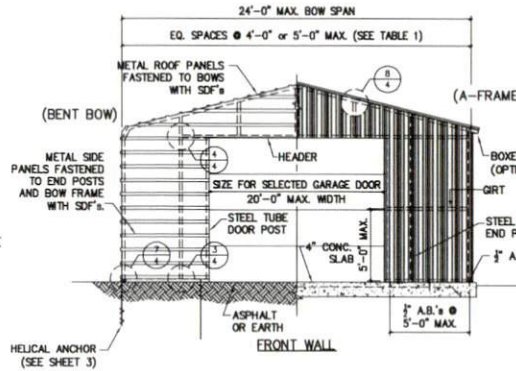 24'-0" MAX. BOW SPAN
EQ. SPACES @ 4'-0" or 5'-0" MAX. (SEE TABLE 1)
METAL ROOF PANELS
FASTENED TO BOWS
WITH SDF's
8
4
(BENT BOW)
(A-FRAME
METAL SIDE
PANELS FASTENED
TO END POSTS
AND BOW FRAME
WITH SDF's.
4
4
HEADER
BOXE
(OPTI
SIZE FOR SELECTED GARAGE DOOR
20'-0" MAX. WIDTH
GIRT
STEEL TUBE
DOOR POST
STEEL
END P
7
4
3
4
4" CONC.
SLAB
5'-0" MAX.
½" A
ASPHALT
OR EARTH
½" A.B.'s @
5'-0" MAX.
HELICAL ANCHOR
(SEE SHEET 3)
FRONT WALL